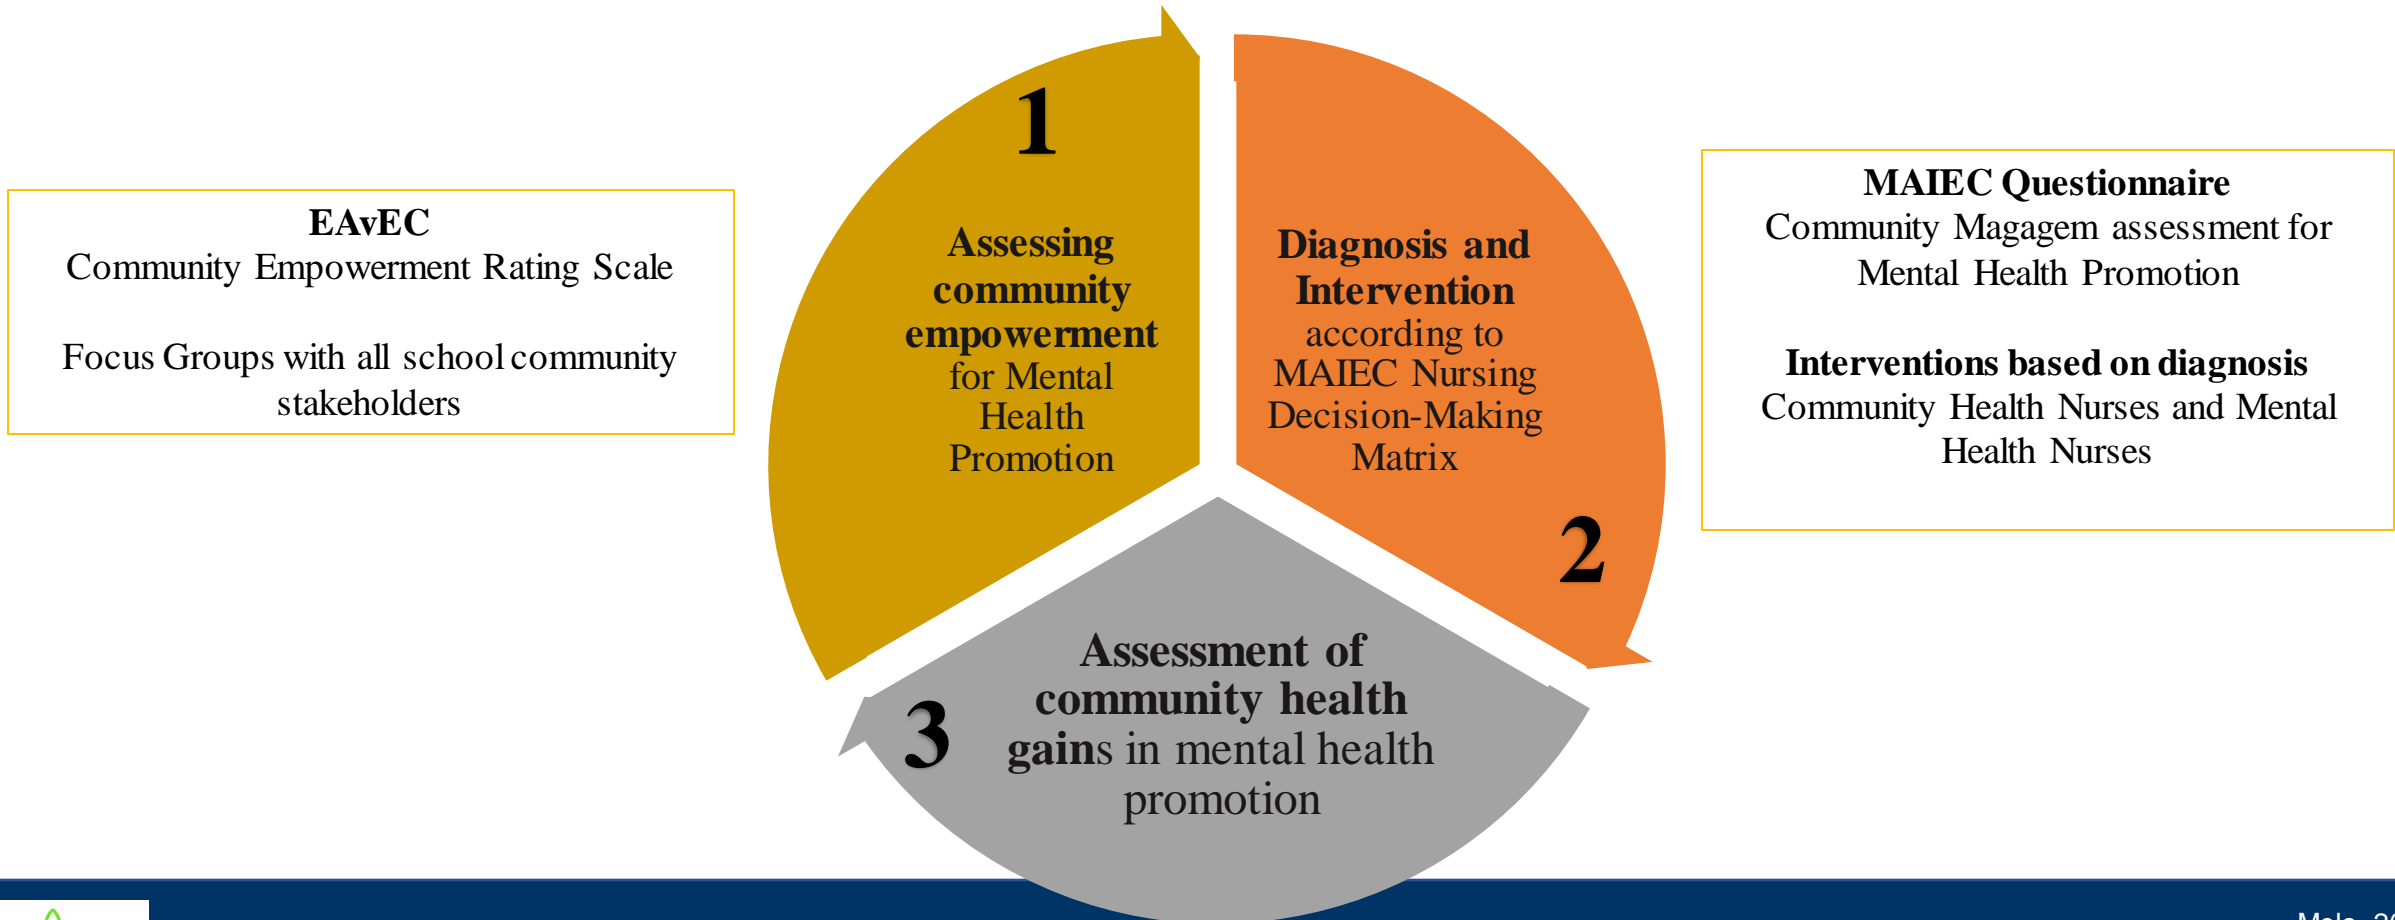 EAvEC
Community Empowerment Rating Scale
Focus Groups with all school community
stakeholders
1
Assessing
community
empowerment
for Mental
Health
Promotion
Diagnosis and
Intervention
according to
MAIEC Nursing
Decision-Making
Matrix
2
MAIEC Questionnaire
Community Magagem assessment for
Mental Health Promotion
Interventions based on diagnosis
Community Health Nurses and Mental
Health Nurses
3
Assessment of
community health
gains in mental health
promotion